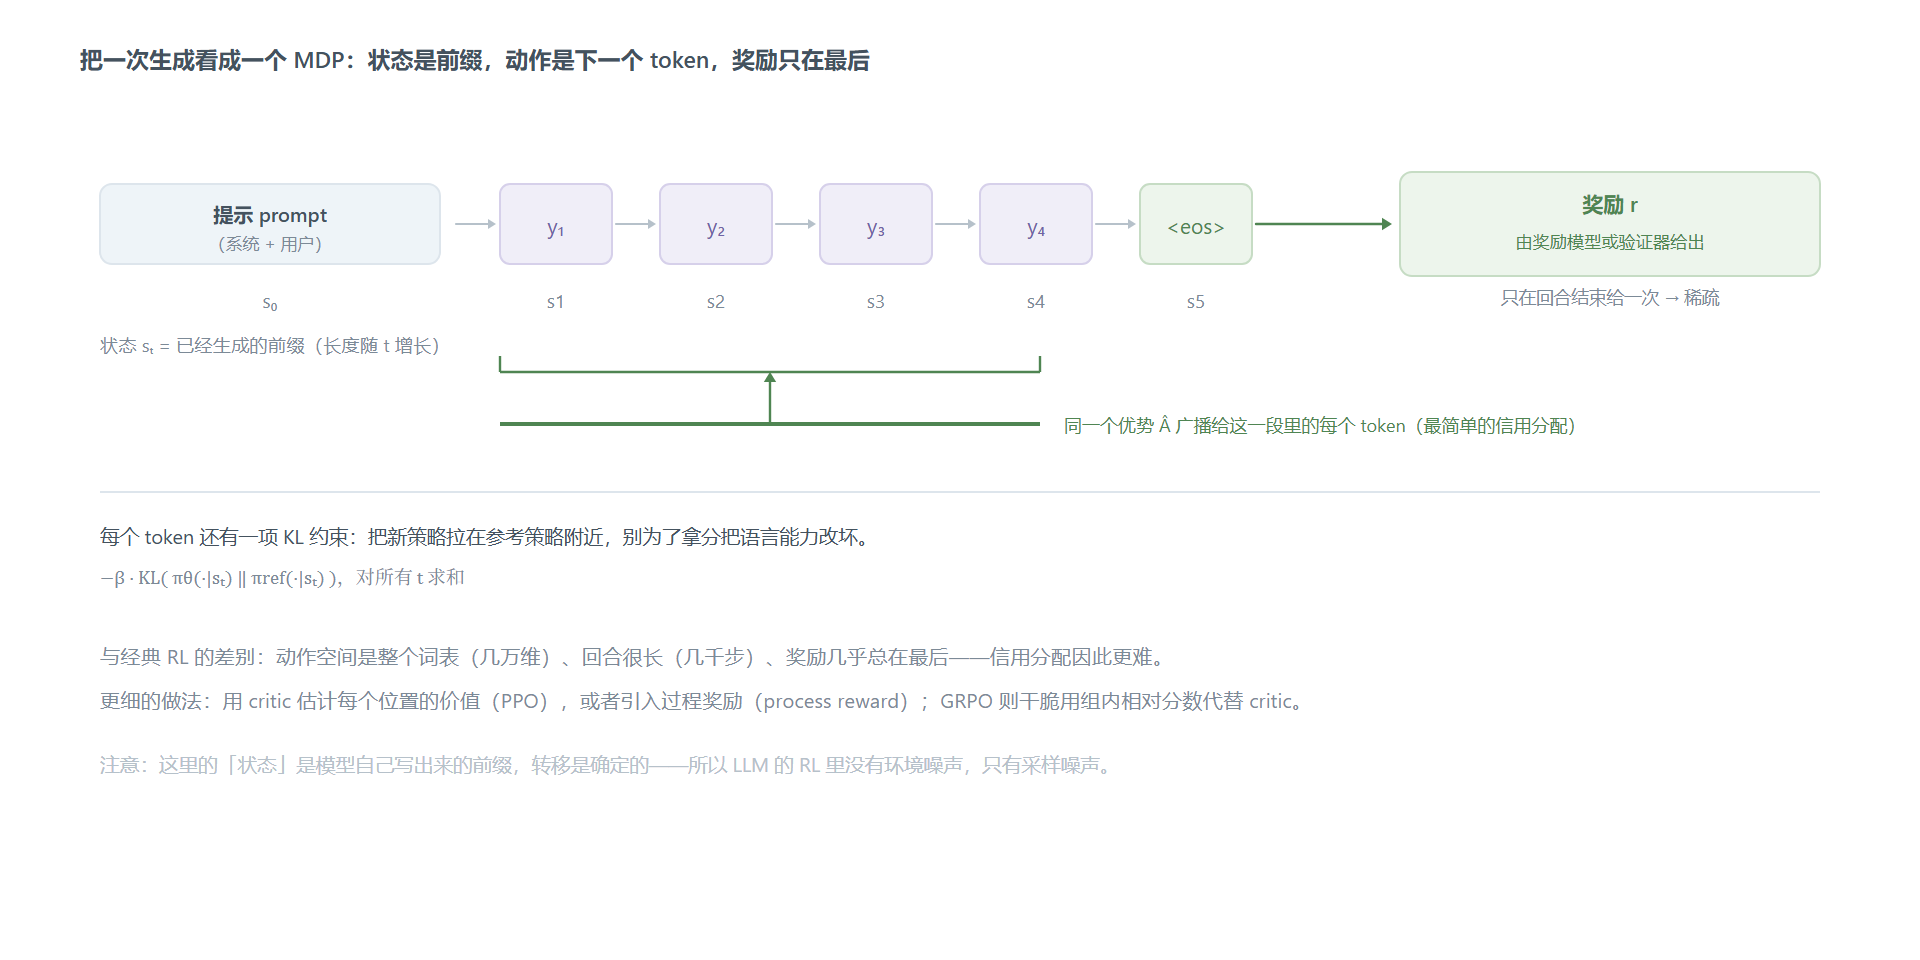 把一次生成看成一个 MDP：状态是前缀，动作是下一个 token，奖励只在最后
提示 prompt
（系统 + 用户）
y₁
y₂
y₃
y₄
<eos>
奖励 r
由奖励模型或验证器给出
s₀
s1
s2
s3
s4
s5
只在回合结束给一次 → 稀疏
状态 sₜ = 已经生成的前缀（长度随 t 增长）
同一个优势 Â 广播给这一段里的每个 token（最简单的信用分配）
每个 token 还有一项 KL 约束：把新策略拉在参考策略附近，别为了拿分把语言能力改坏。
−β · KL( πθ(·|sₜ) ‖ πref(·|sₜ) )，对所有 t 求和
与经典 RL 的差别：动作空间是整个词表（几万维）、回合很长（几千步）、奖励几乎总在最后——信用分配因此更难。
更细的做法：用 critic 估计每个位置的价值（PPO），或者引入过程奖励（process reward）；GRPO 则干脆用组内相对分数代替 critic。
注意：这里的「状态」是模型自己写出来的前缀，转移是确定的——所以 LLM 的 RL 里没有环境噪声，只有采样噪声。